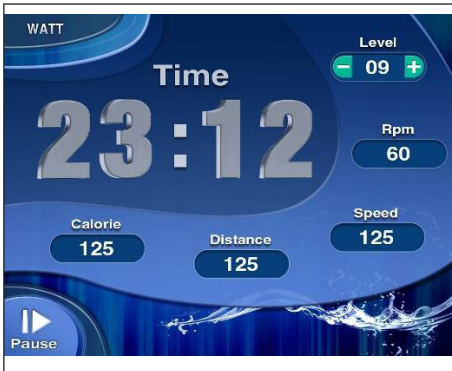 WATT
Level
09
Time
23:12
Rpm
60
Calorie
125
Distance
125
Speed
125
Pause